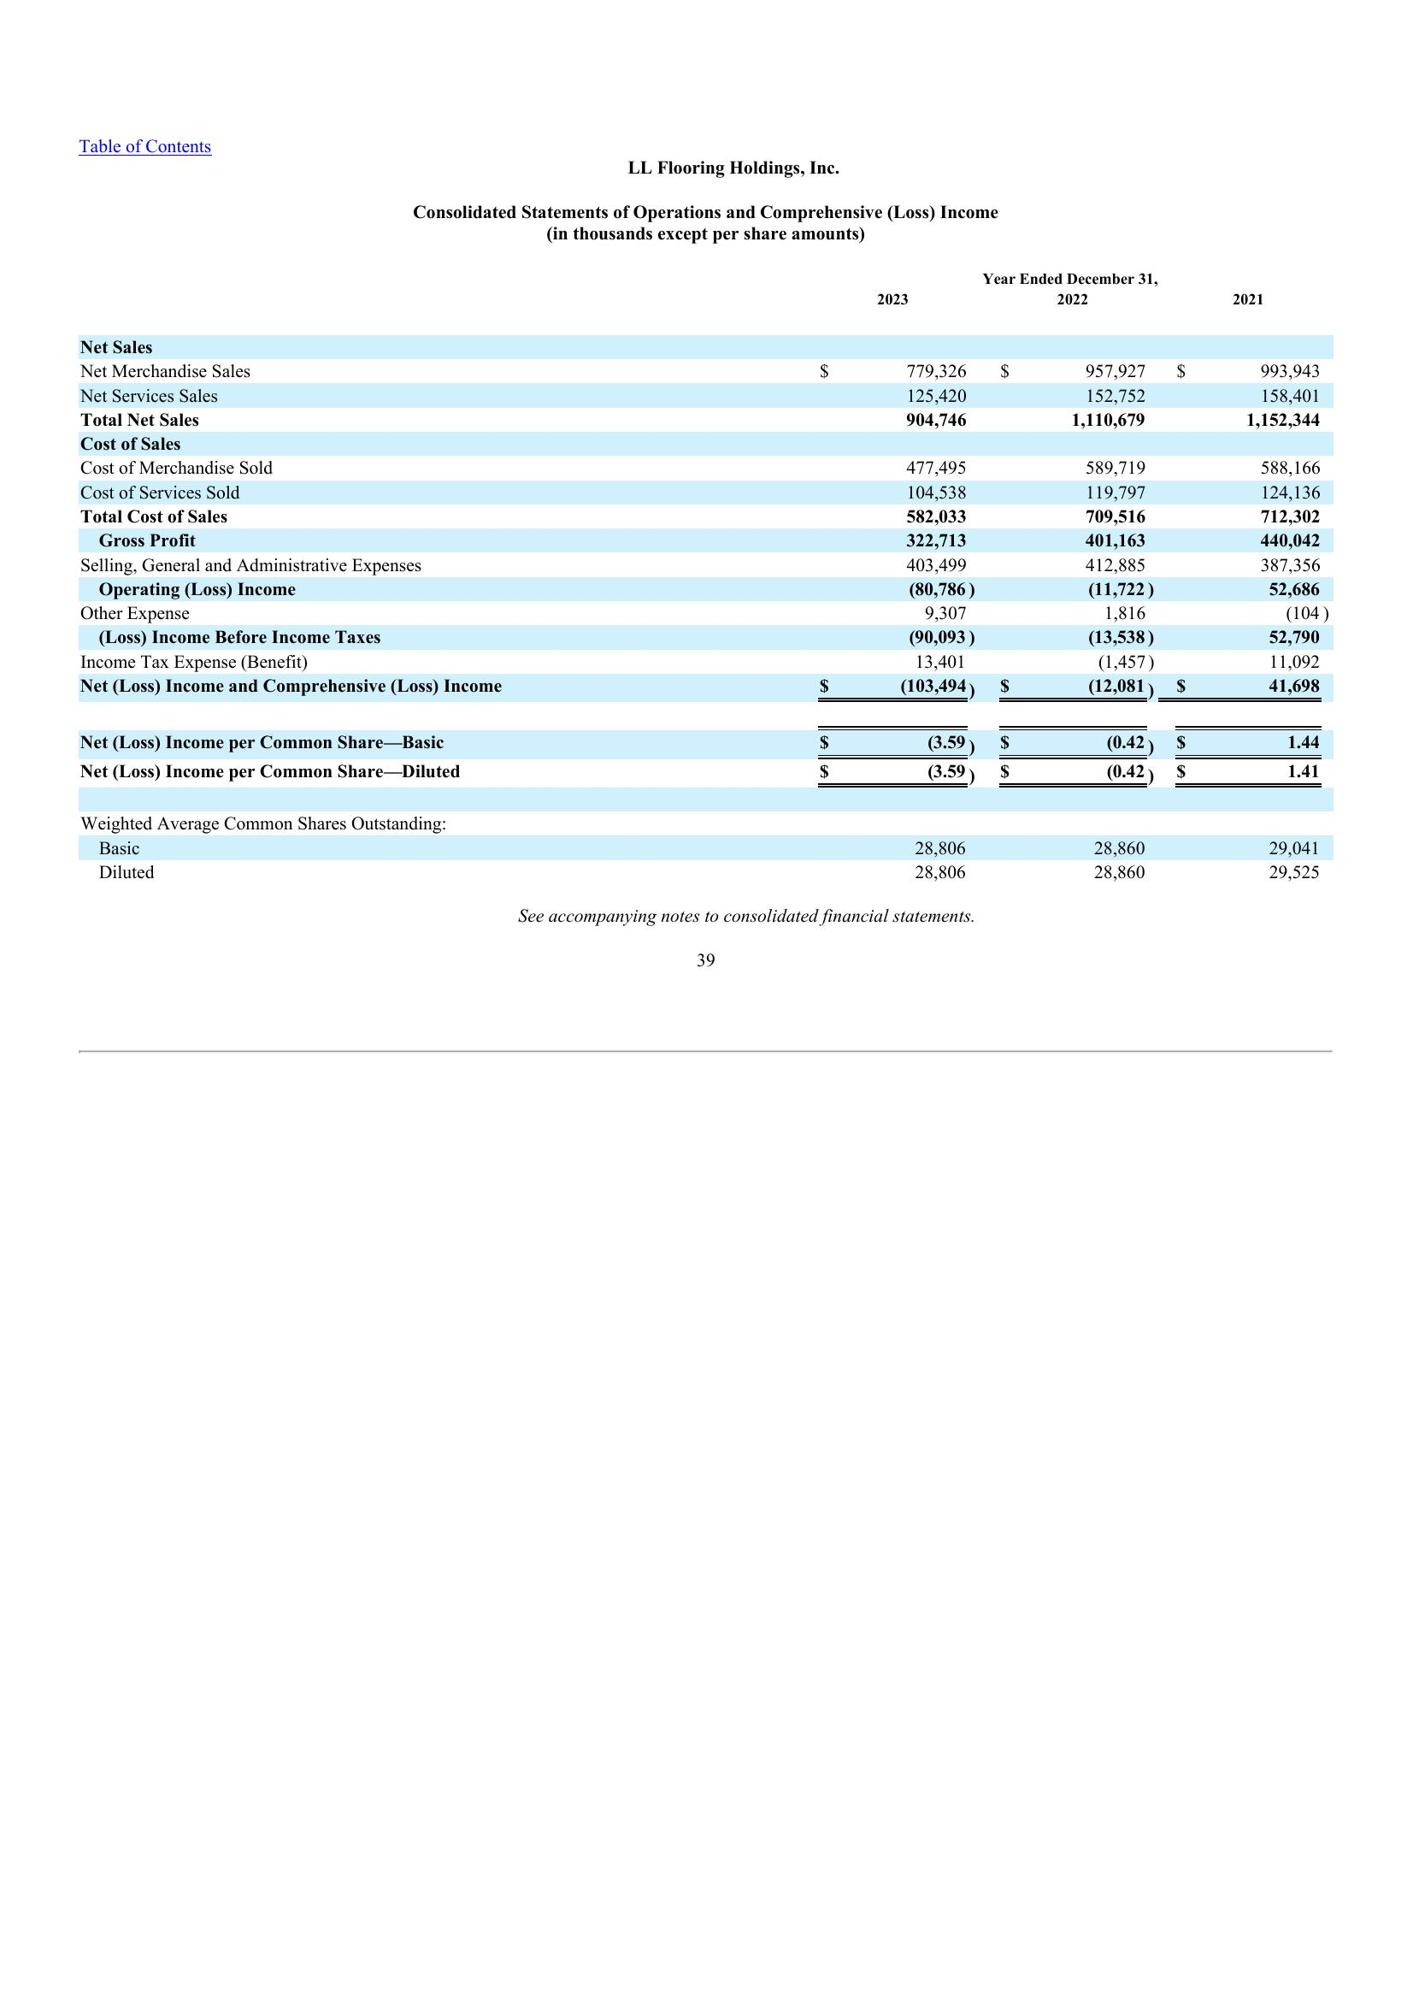 Table of Contents
LL Flooring Holdings, Inc.
Consolidated Statements of Operations and Comprehensive (Loss) Income
(in thousands except per share amounts)
Year Ended December 31,
2023 2022 2021
Net Sales
Net Merchandise Sales $ 779,326 $ 957,927 $ 993,943
Net Services Sales 125,420 152,752 158,401
Total Net Sales 904,746 1,110,679 1,152,344
Cost of Sales
Cost of Merchandise Sold 477,495 589,719 588,166
Cost of Services Sold 104,538 119,797 124,136
Total Cost of Sales 582,033 709,516 712,302
Gross Profit 322,713 401,163 440,042
Selling, General and Administrative Expenses 403,499 412,885 387,356
Operating (Loss) Income (80,786) (11,722) 52,686
Other Expense 9,307 1,816 (104)
(Loss) Income Before Income Taxes (90,093) (13,538) 52,790
Income Tax Expense (Benefit) 13,401 (1,457) 11,092
Net (Loss) Income and Comprehensive (Loss) Income $ (103,494) $ (12,081) $ 41,698
Net (Loss) Income per Common Share—Basic $ (3.59) $ (0.42) $ 1.44
Net (Loss) Income per Common Share—Diluted $ (3.59) $ (0.42) $ 1.41
Weighted Average Common Shares Outstanding:
Basic 28,806 28,860 29,041
Diluted 28,806 28,860 29,525
See accompanying notes to consolidated financial statements.
39